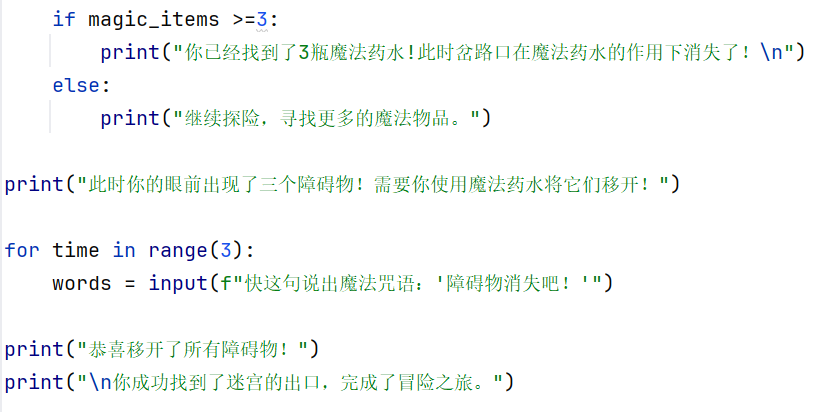 if magic_items >=3:
print("你已经找到了3瓶魔法药水!此时岔路口在魔法药水的作用下消失了！\n")
else:
print("继续探险，寻找更多的魔法物品。")
print("此时你的眼前出现了三个障碍物！需要你使用魔法药水将它们移开！")
for time in range(3):
words = input(f"快这句说出魔法咒语：'障碍物消失吧！'")
print("恭喜移开了所有障碍物！")
print("\n你成功找到了迷宫的出口，完成了冒险之旅。")